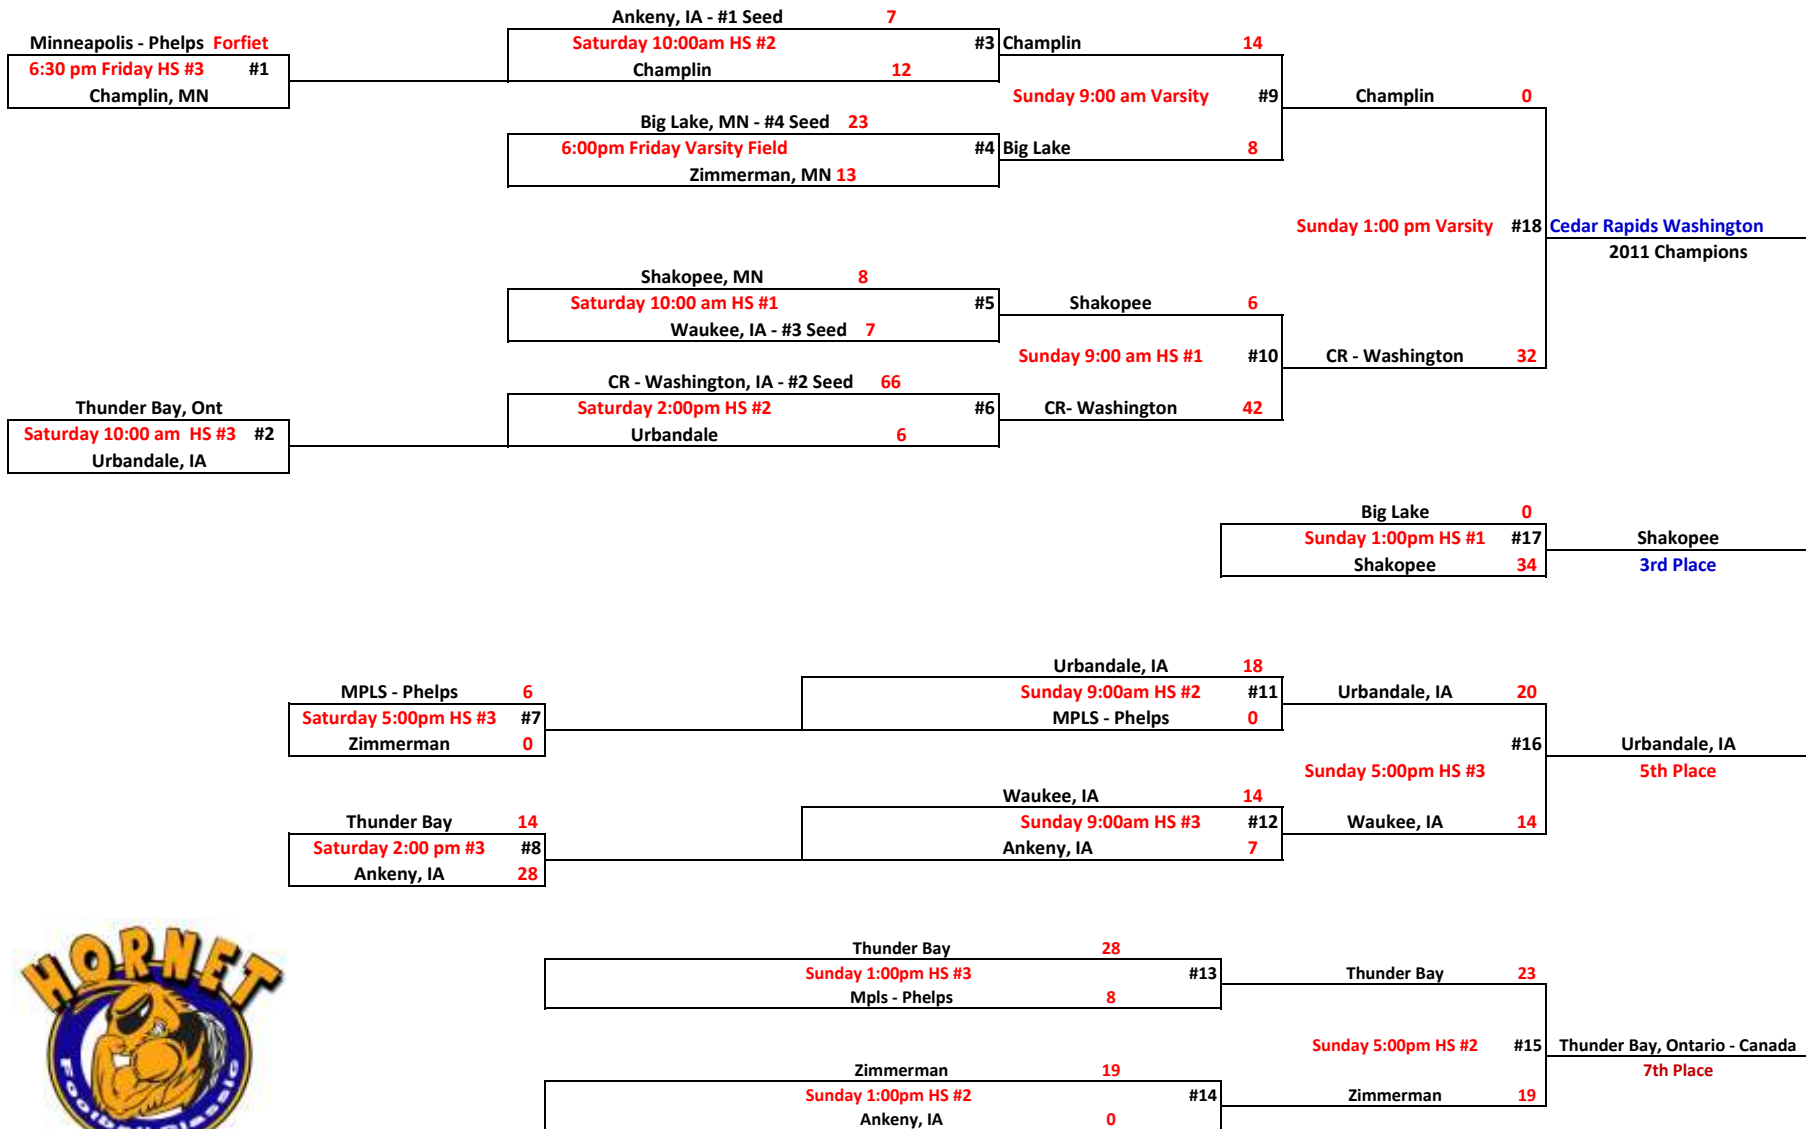 Ankeny, IA - #1 Seed 7
Minneapolis - Phelps Forfiet
Saturday 10:00am HS #2 #3 Champlin 14
6:30 pm Friday HS #3 #1
Champlin 12
Champlin, MN
Sunday 9:00 am Varsity #9 Champlin 0
Big Lake, MN - #4 Seed 23
6:00pm Friday Varsity Field #4 Big Lake 8
Zimmerman, MN 13
Sunday 1:00 pm Varsity #18 Cedar Rapids Washington
2011 Champions
Shakopee, MN 8
Saturday 10:00 am HS #1 #5 Shakopee 6
Waukee, IA - #3 Seed 7
Sunday 9:00 am HS #1 #10 CR - Washington 32
CR - Washington, IA - #2 Seed 66
Thunder Bay, Ont
Saturday 2:00pm HS #2 #6 CR- Washington 42
Saturday 10:00 am HS #3 #2
Urbandale 6
Urbandale, IA
Big Lake 0
Sunday 1:00pm HS #1 #17 Shakopee
Shakopee 34 3rd Place
Urbandale, IA 18
MPLS - Phelps 6
Sunday 9:00am HS #2 #11 Urbandale, IA 20
Saturday 5:00pm HS #3 #7
MPLS - Phelps 0
Zimmerman 0
#16 Urbandale, IA
Sunday 5:00pm HS #3 5th Place
Waukee, IA 14
Thunder Bay 14
Sunday 9:00am HS #3 #12 Waukee, IA 14
Saturday 2:00 pm #3 #8
Ankeny, IA 7
Ankeny, IA 28
HORNET
Football Classic
Thunder Bay 28
Sunday 1:00pm HS #3 #13 Thunder Bay 23
Mpls - Phelps 8
Sunday 5:00pm HS #2 #15 Thunder Bay, Ontario - Canada
7th Place
Zimmerman 19
Sunday 1:00pm HS #2 #14 Zimmerman 19
Ankeny, IA 0